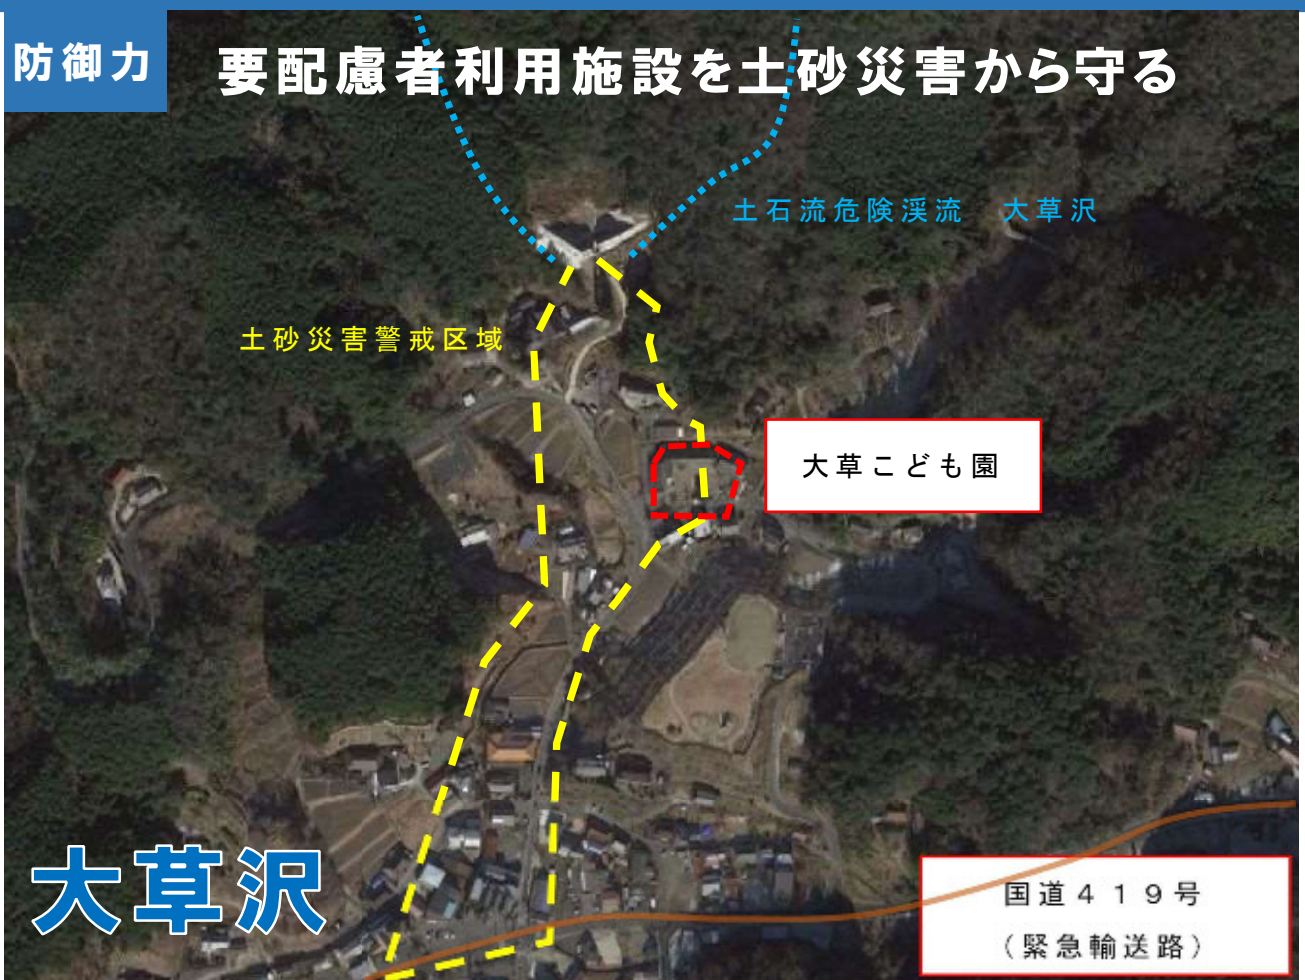 防御力
要配慮者利用施設を土砂災害から守る
土石流危険渓流　大草沢
土砂災害警戒区域
大草こども園
大草沢
国道４１９号
（緊急輸送路）